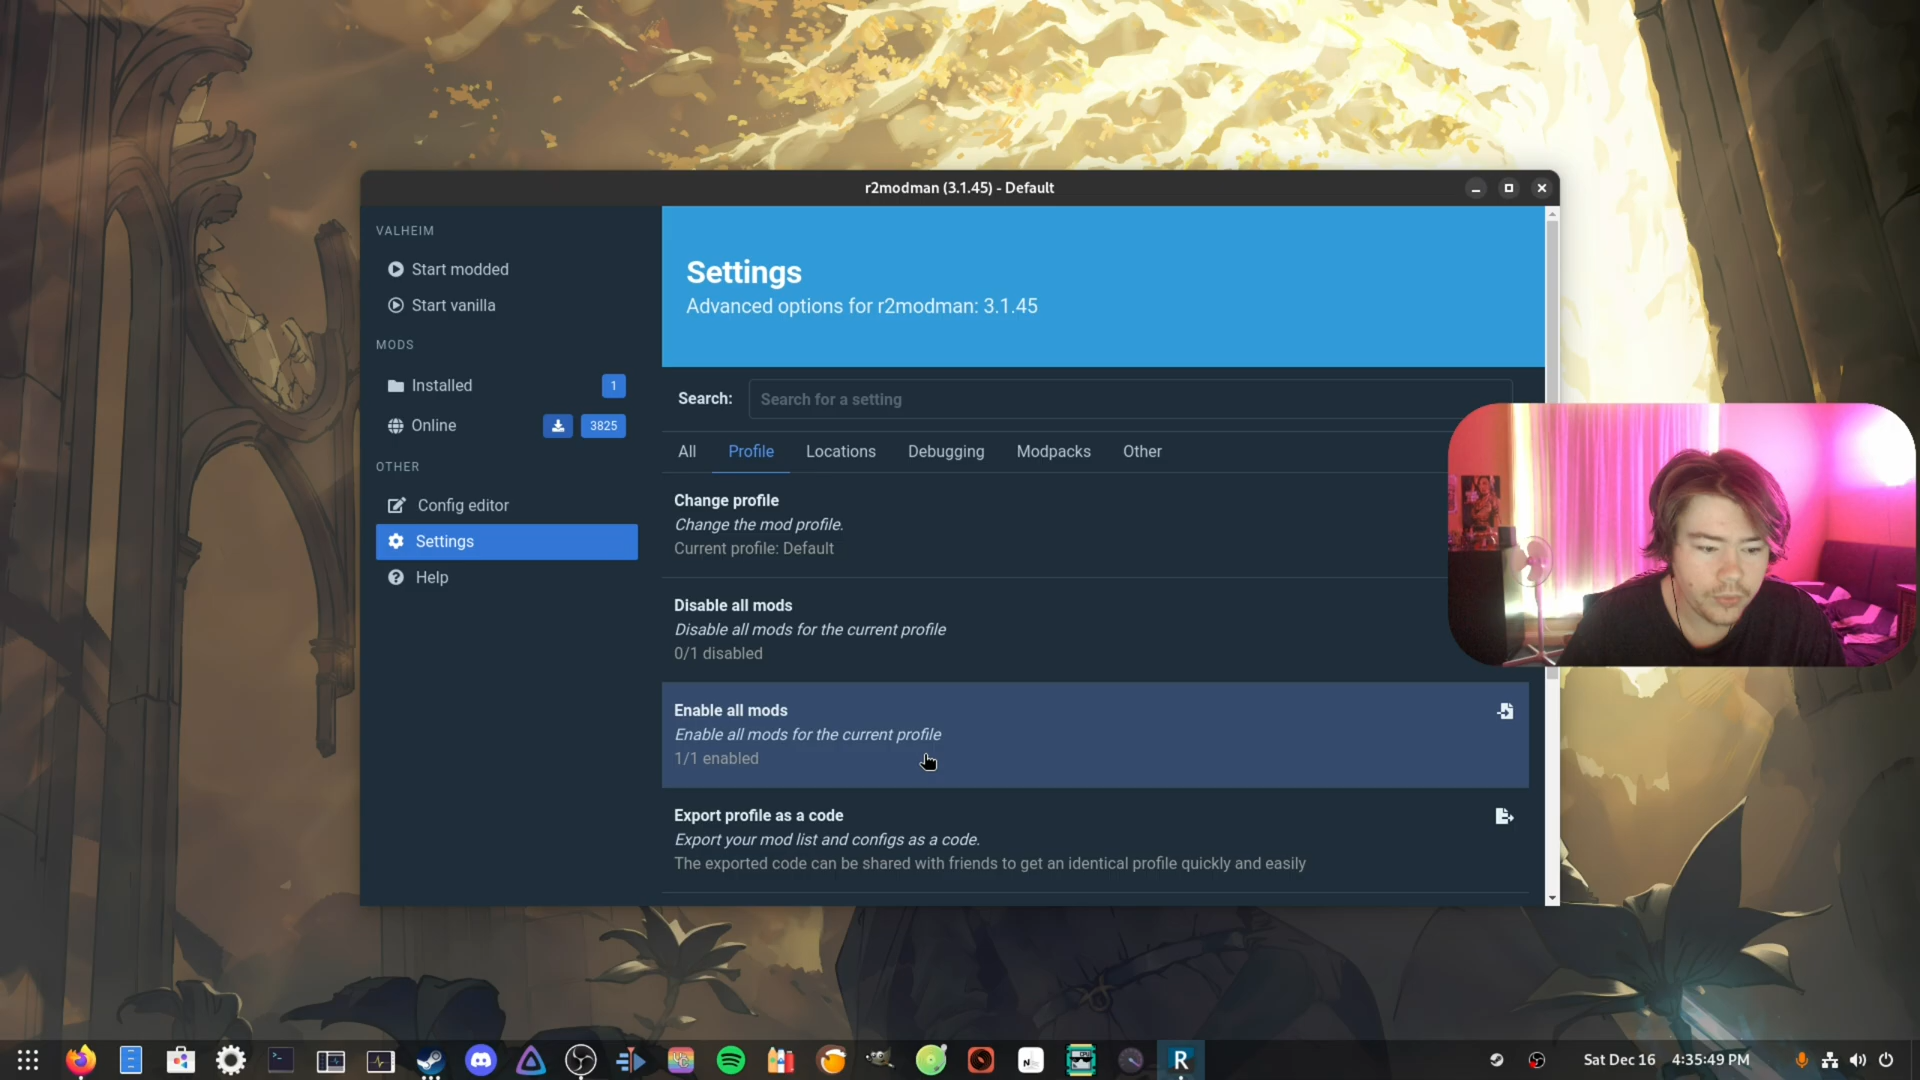 r2modman (3.1.45) - Default
VALHEIM
Start modded
Start vanilla
MODS
Installed 1
Online 3825
OTHER
Config editor
Settings
Help
Settings
Advanced options for r2modman: 3.1.45
Search: Search for a setting
All Profile Locations Debugging Modpacks Other
Change profile
Change the mod profile.
Current profile: Default
Disable all mods
Disable all mods for the current profile
0/1 disabled
Enable all mods
Enable all mods for the current profile
1/1 enabled
Export profile as a code
Export your mod list and configs as a code.
The exported code can be shared with friends to get an identical profile quickly and easily
R
Sat Dec 16 4:35:49 PM